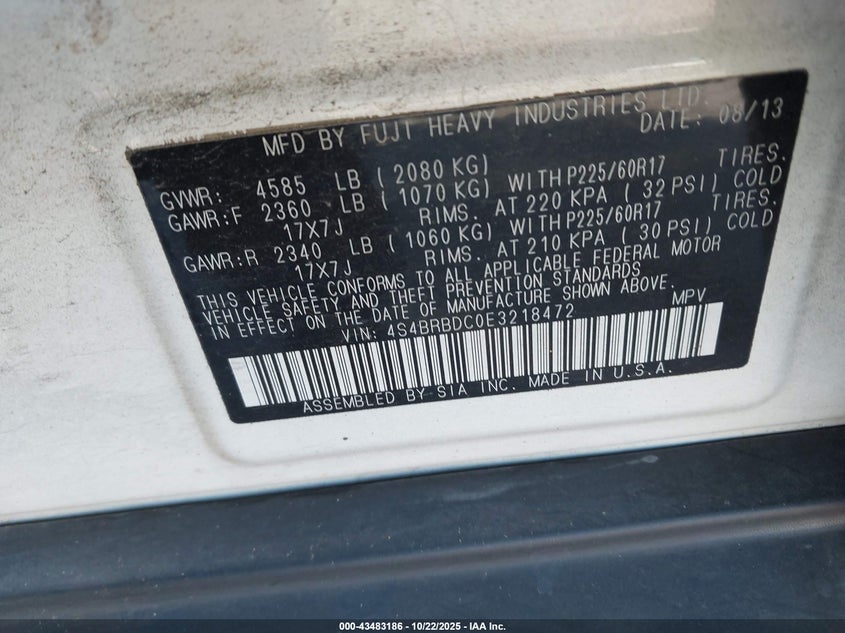 MFD BY FUJI HEAVY INDUSTRIES LTD.
DATE: 08/13
GVWR: 4585 LB ( 2080 KG)
GAWR:F 2360 LB ( 1070 KG) WITH P225/60R17 TIRES.
17X7J RIMS. AT 220 KPA ( 32 PSI) COLD
GAWR:R 2340 LB ( 1060 KG) WITH P225/60R17 TIRES.
17X7J RIMS. AT 210 KPA ( 30 PSI) COLD
THIS VEHICLE CONFORMS TO ALL APPLICABLE FEDERAL MOTOR
VEHICLE SAFETY AND THEFT PREVENTION STANDARDS
IN EFFECT ON THE DATE OF MANUFACTURE SHOWN ABOVE.
VIN: 4S4BRBDC0E3218472 MPV
ASSEMBLED BY SIA INC. MADE IN U.S.A.
000-43483186 - 10/22/2025 - IAA Inc.